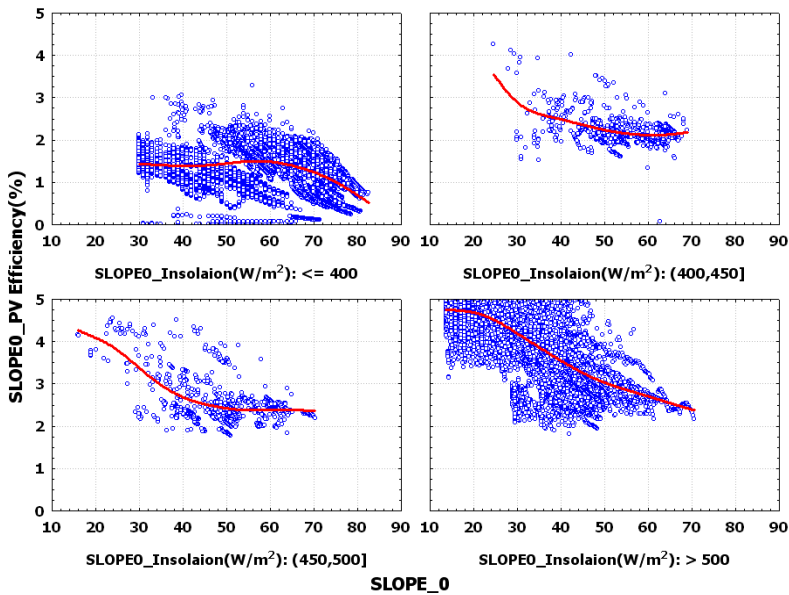 5
4
3
2
1
0
10 20 30 40 50 60 70 80 90
10 20 30 40 50 60 70 80 90
SLOPE0_Insolaion(W/m²): <= 400
SLOPE0_Insolaion(W/m²): (400,450]
SLOPE0_PV Efficiency(%)
5
4
3
2
1
0
10 20 30 40 50 60 70 80 90
10 20 30 40 50 60 70 80 90
SLOPE0_Insolaion(W/m²): (450,500]
SLOPE0_Insolaion(W/m²): > 500
SLOPE_0